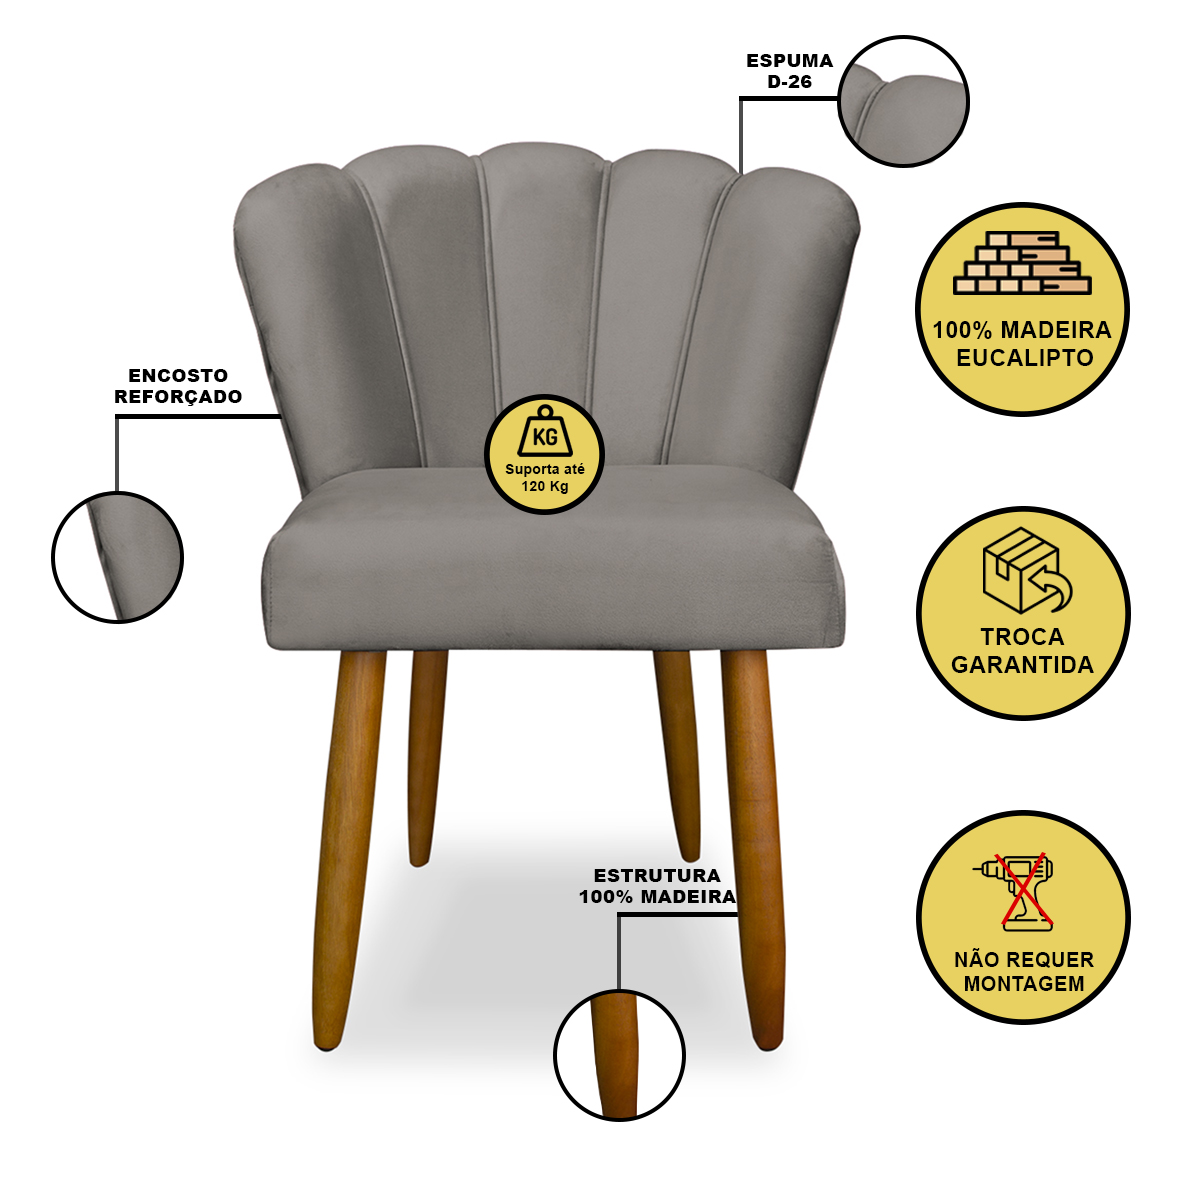 ESPUMA
D-26
100% MADEIRA
EUCALIPTO
ENCOSTO
REFORÇADO
KG
Suporta até
120 Kg
TROCA
GARANTIDA
ESTRUTURA
100% MADEIRA
NÃO REQUER
MONTAGEM